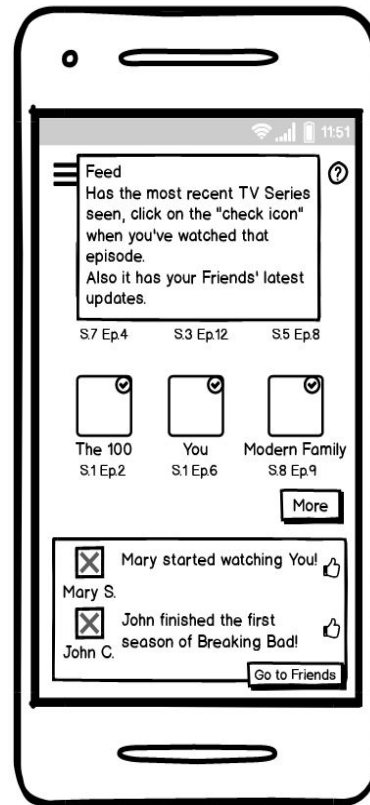 11:51
Feed
Has the most recent TV Series
seen, click on the "check icon"
when you've watched that
episode.
Also it has your Friends' latest
updates.
?
S.7 Ep.4 S.3 Ep.12 S.5 Ep.8
The 100 You Modern Family
S.1 Ep.2 S.1 Ep.6 S.8 Ep.9
More
Mary started watching You!
Mary S.
John finished the first
season of Breaking Bad!
John C.
Go to Friends